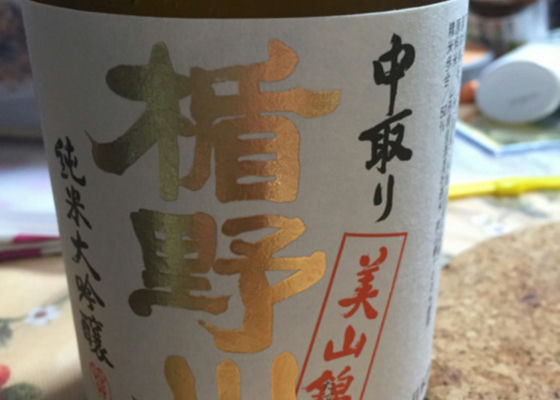 中取り
美山錦
楯野川
純米大吟醸